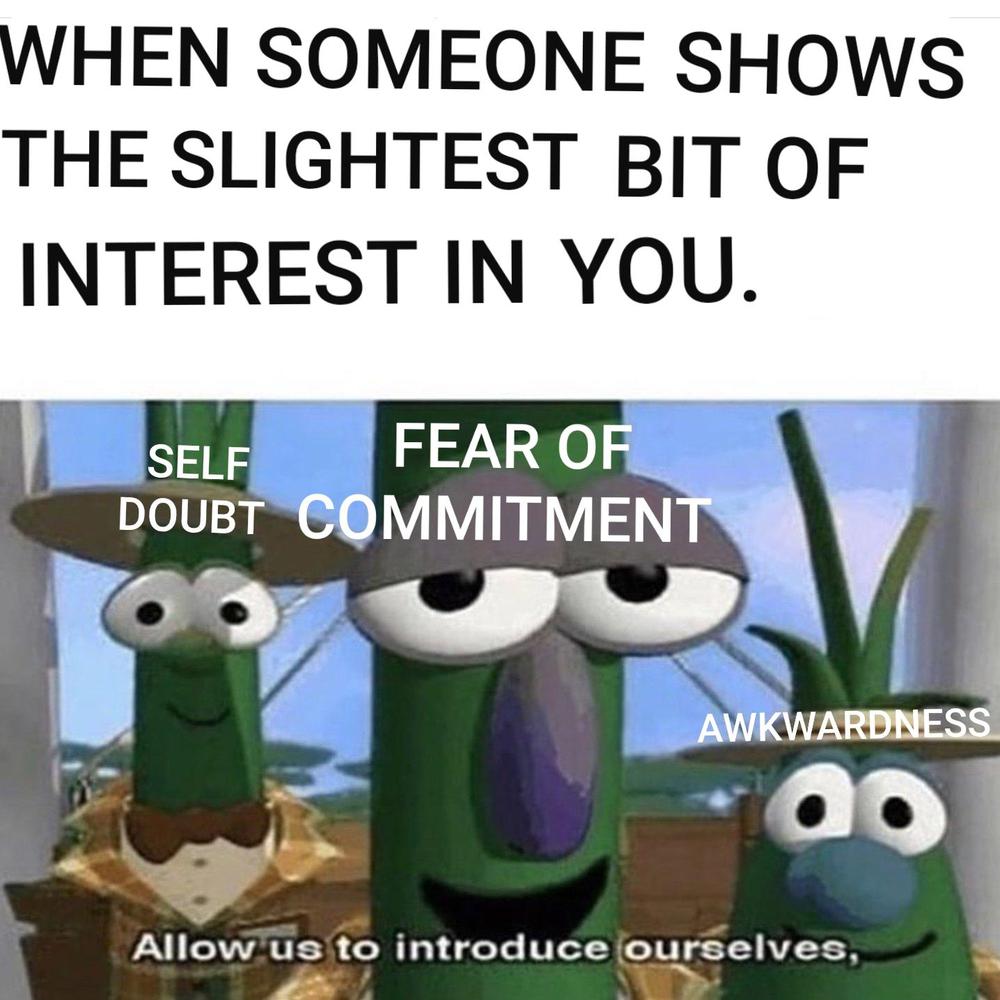 WHEN SOMEONE SHOWS
THE SLIGHTEST BIT OF
INTEREST IN YOU.
SELF
DOUBT
FEAR OF
COMMITMENT
AWKWARDNESS
Allow us to introduce ourselves,